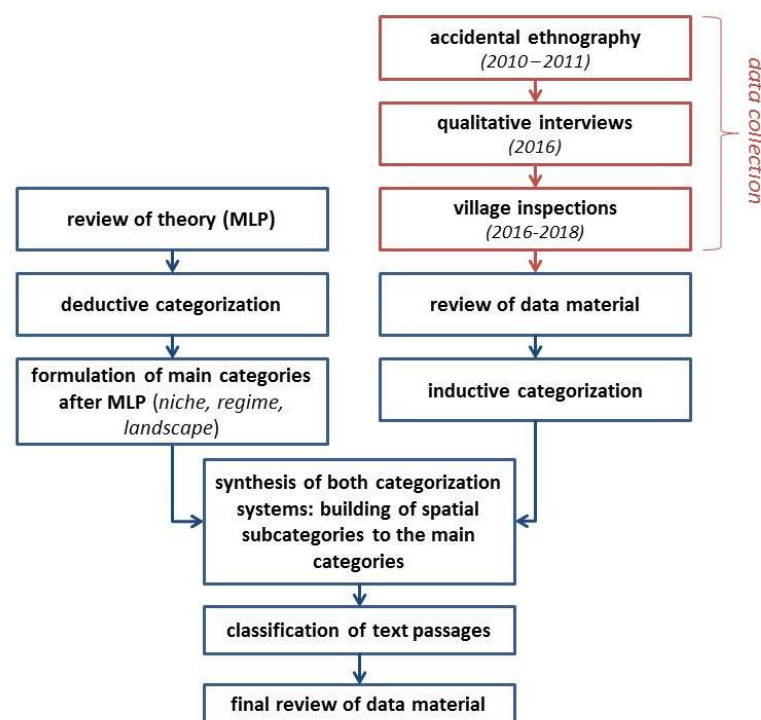 accidental ethnography
(2010–2011)
qualitative interviews
(2016)
village inspections
(2016-2018)
data collection
review of theory (MLP)
deductive categorization
formulation of main categories
after MLP (niche, regime,
landscape)
review of data material
inductive categorization
synthesis of both categorization
systems: building of spatial
subcategories to the main
categories
classification of text passages
final review of data material